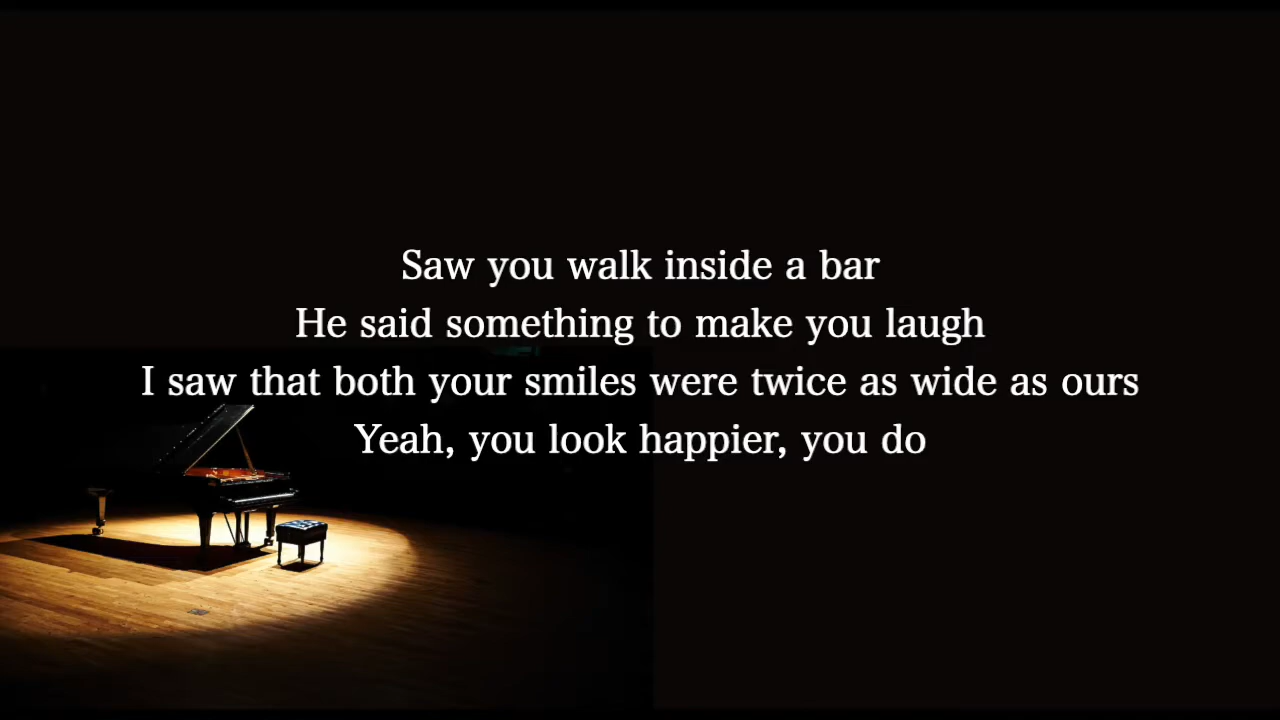 Saw you walk inside a bar
He said something to make you laugh
I saw that both your smiles were twice as wide as ours
Yeah, you look happier, you do